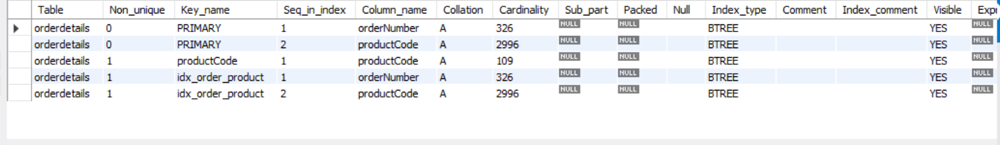 Table Non_unique Key_name Seq_in_index Column_name Collation Cardinality Sub_part Packed Null Index_type Comment Index_comment Visible Expr
orderdetails 0 PRIMARY 1 orderNumber A 326 NULL NULL BTREE YES NULL
orderdetails 0 PRIMARY 2 productCode A 2996 NULL NULL BTREE YES NULL
orderdetails 1 productCode 1 productCode A 109 NULL NULL BTREE YES NULL
orderdetails 1 idx_order_product 1 orderNumber A 326 NULL NULL BTREE YES NULL
orderdetails 1 idx_order_product 2 productCode A 2996 NULL NULL BTREE YES NULL